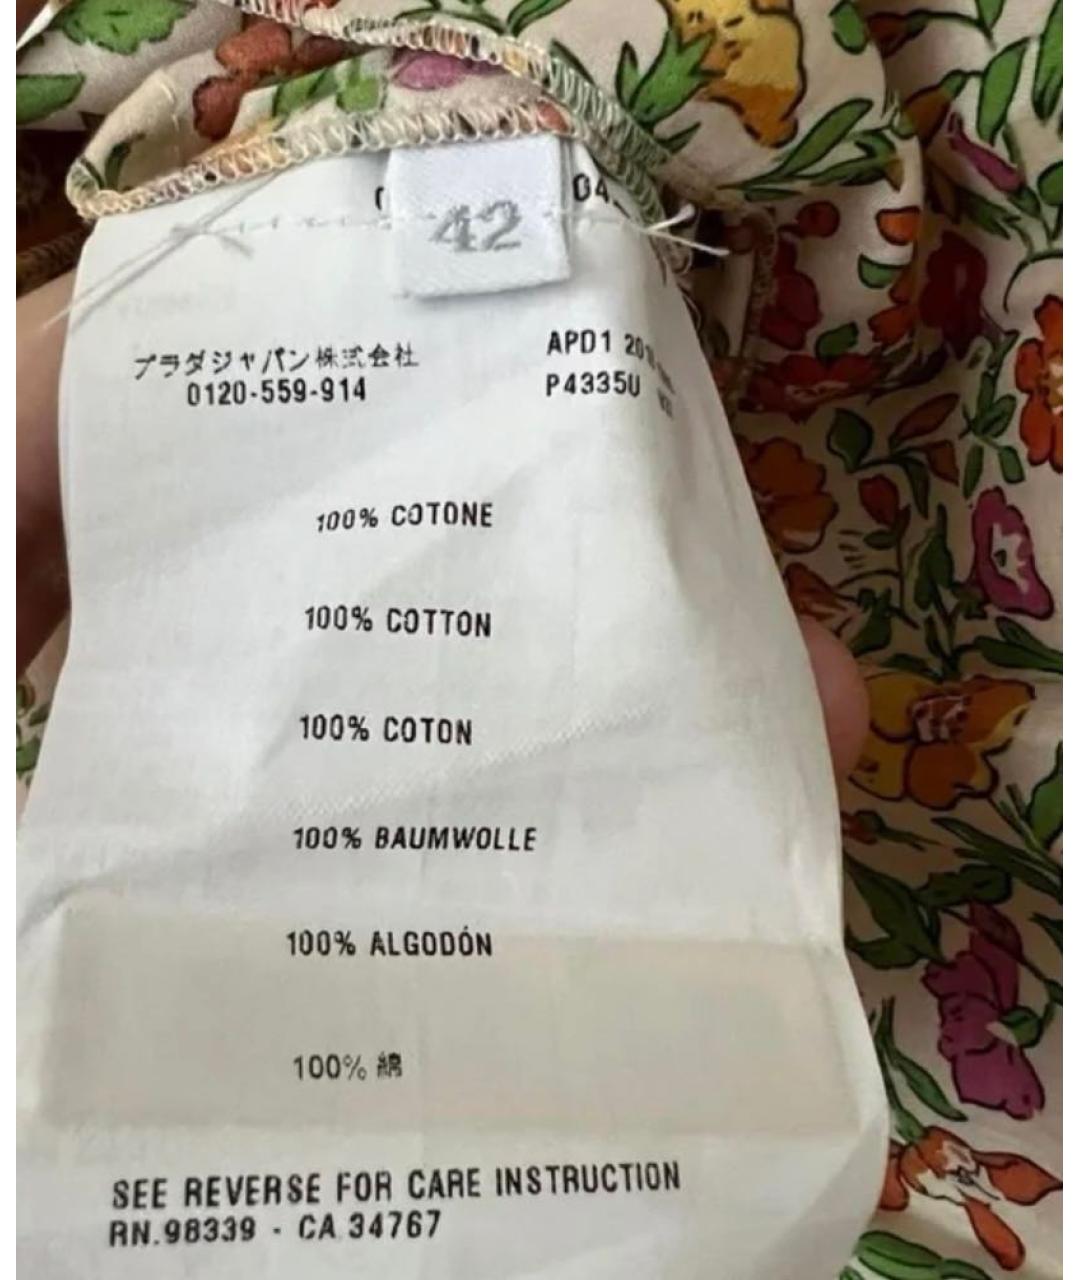 04
42
プラダジャパン株式会社
0120-559-914
APD1
P4335U
100% COTONE
100% COTTON
100% COTON
100% BAUMWOLLE
100% ALGODÓN
100% 綿
SEE REVERSE FOR CARE INSTRUCTION
RN.98339 - CA 34767